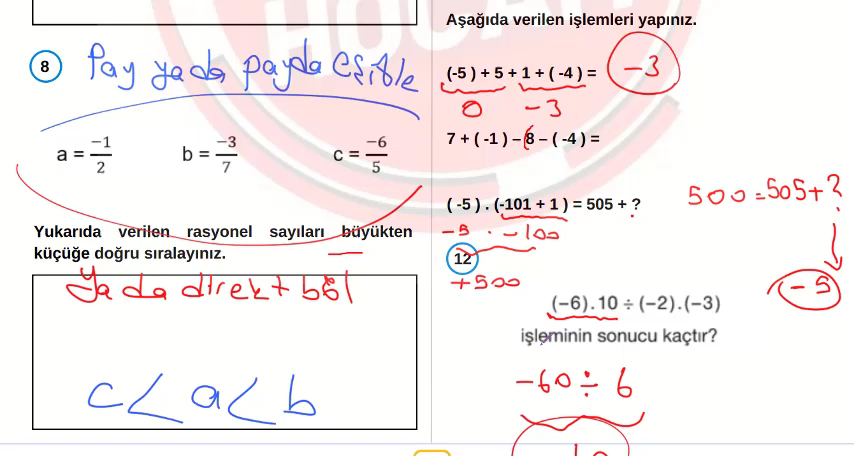 8
Pay yada payda eşitle
a = -1/2   b = -3/7   c = -6/5
Yukarıda verilen rasyonel sayıları büyükten
küçüğe doğru sıralayınız.
Ya da direkt böl
c < a < b
Aşağıda verilen işlemleri yapınız.
(-5 ) + 5 + 1 + ( -4 ) = -3
0   -3
7 + ( -1 ) – (8 – ( -4 ) =
( -5 ) . (-101 + 1 ) = 505 + ?
-5 . -100
+500
500 = 505 + ?
-5
12
(−6) . 10 ÷ (−2).(−3)
işleminin sonucu kaçtır?
-60 ÷ 6